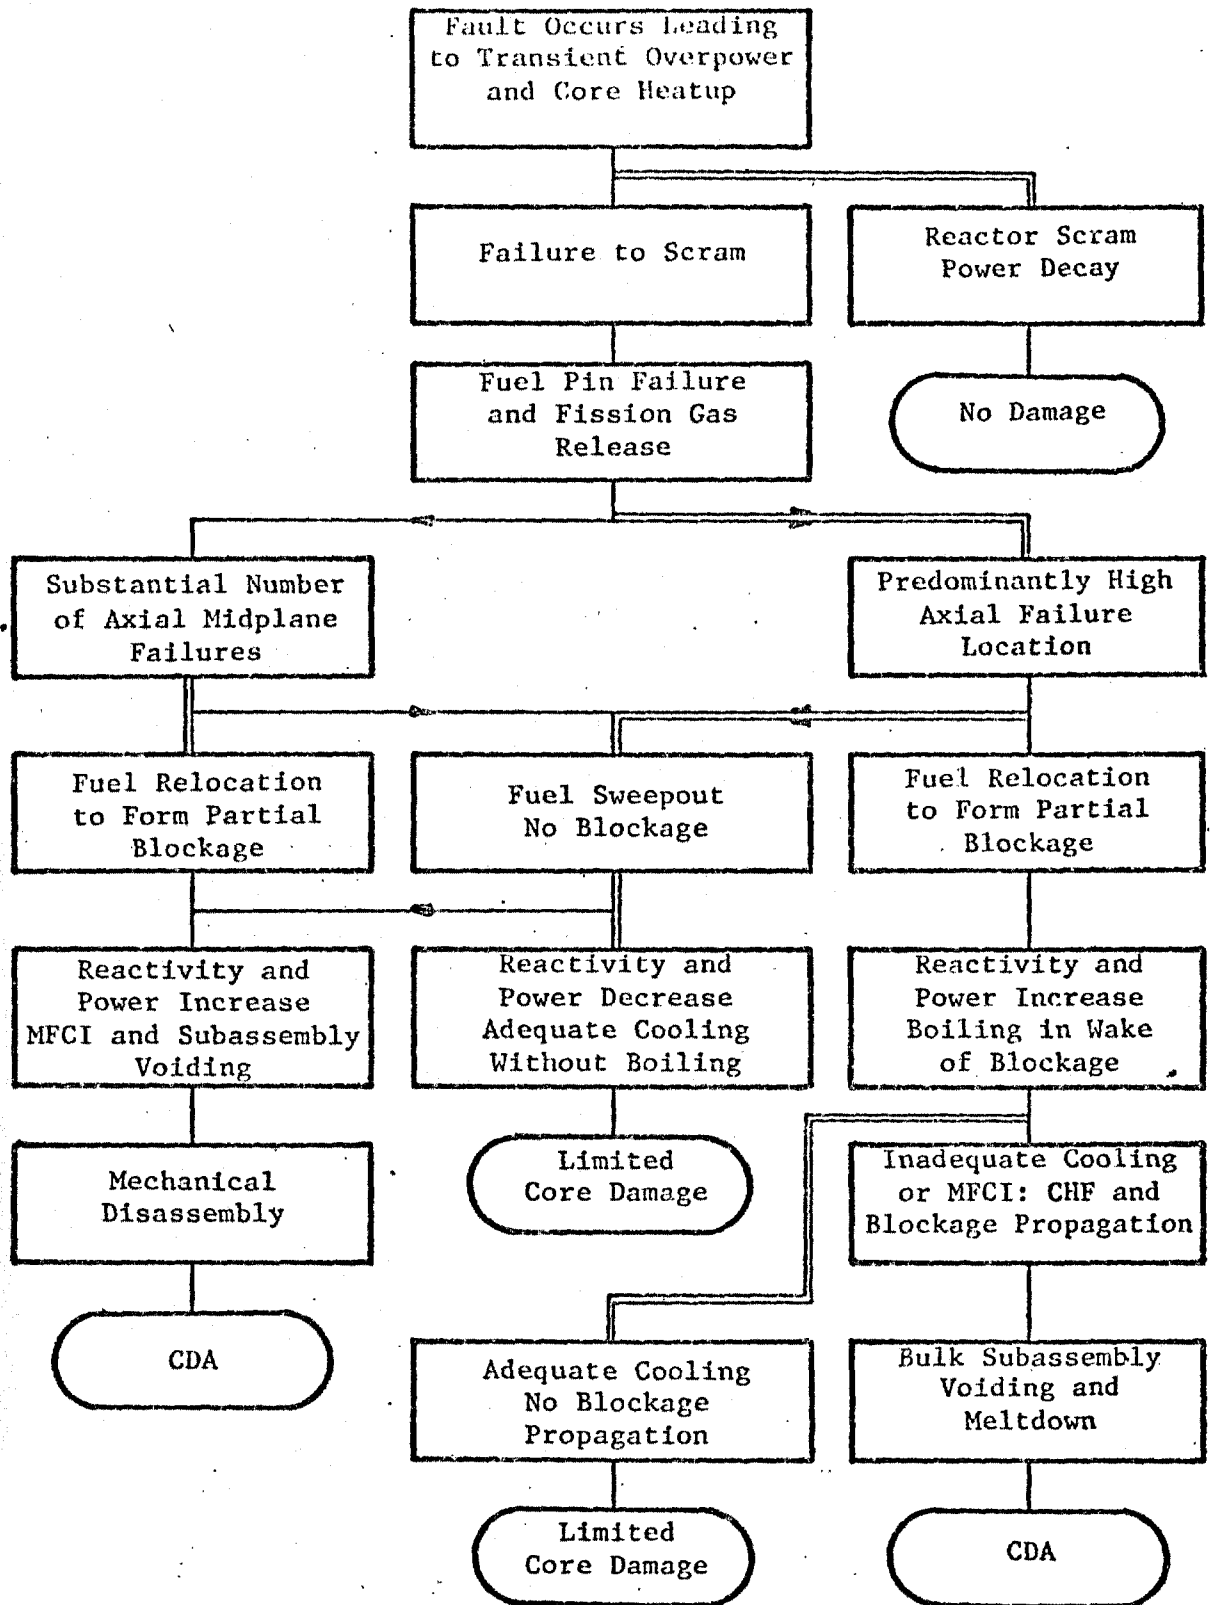 Fault Occurs Leading
to Transient Overpower
and Core Heatup
Failure to Scram
Reactor Scram
Power Decay
Fuel Pin Failure
and Fission Gas
Release
No Damage
Substantial Number
of Axial Midplane
Failures
Predominantly High
Axial Failure
Location
Fuel Relocation
to Form Partial
Blockage
Fuel Sweepout
No Blockage
Fuel Relocation
to Form Partial
Blockage
Reactivity and
Power Increase
MFCI and Subassembly
Voiding
Reactivity and
Power Decrease
Adequate Cooling
Without Boiling
Reactivity and
Power Increase
Boiling in Wake
of Blockage
Mechanical
Disassembly
Limited
Core Damage
Inadequate Cooling
or MFCI: CHF and
Blockage Propagation
CDA
Adequate Cooling
No Blockage
Propagation
Bulk Subassembly
Voiding and
Meltdown
Limited
Core Damage
CDA